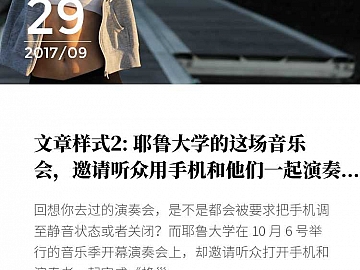 29
2017/09
文章样式2: 耶鲁大学的这场音乐
会，邀请听众用手机和他们一起演奏...
回想你去过的演奏会，是不是都会被要求把手机调
至静音状态或者关闭？而耶鲁大学在 10 月 6 号举
行的音乐季开幕演奏会上，却邀请听众打开手机和